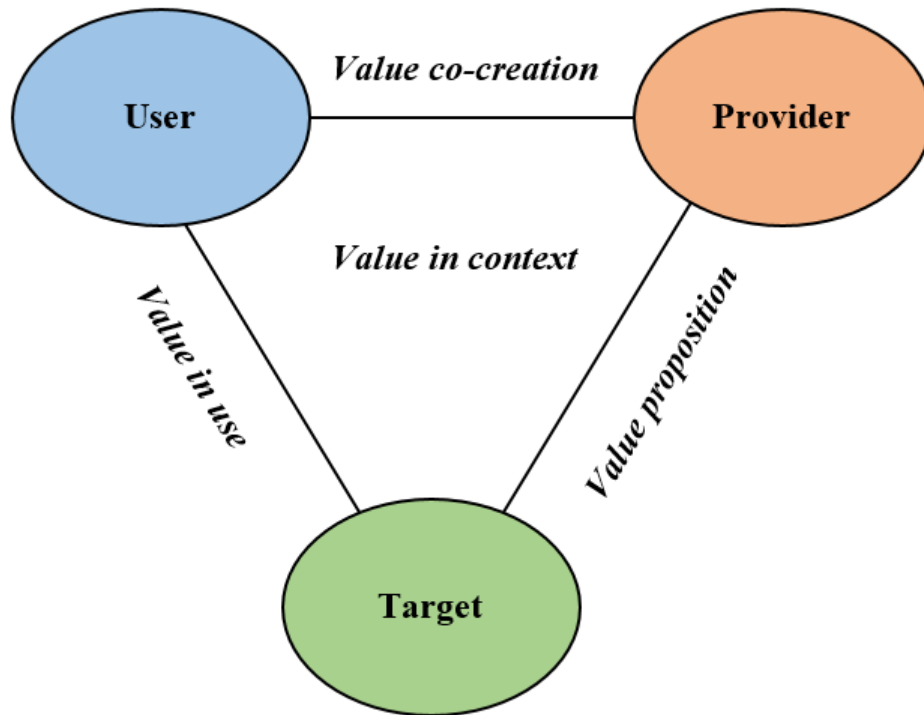 Value co-creation
User
Provider
Value in context
Value in use
Value proposition
Target